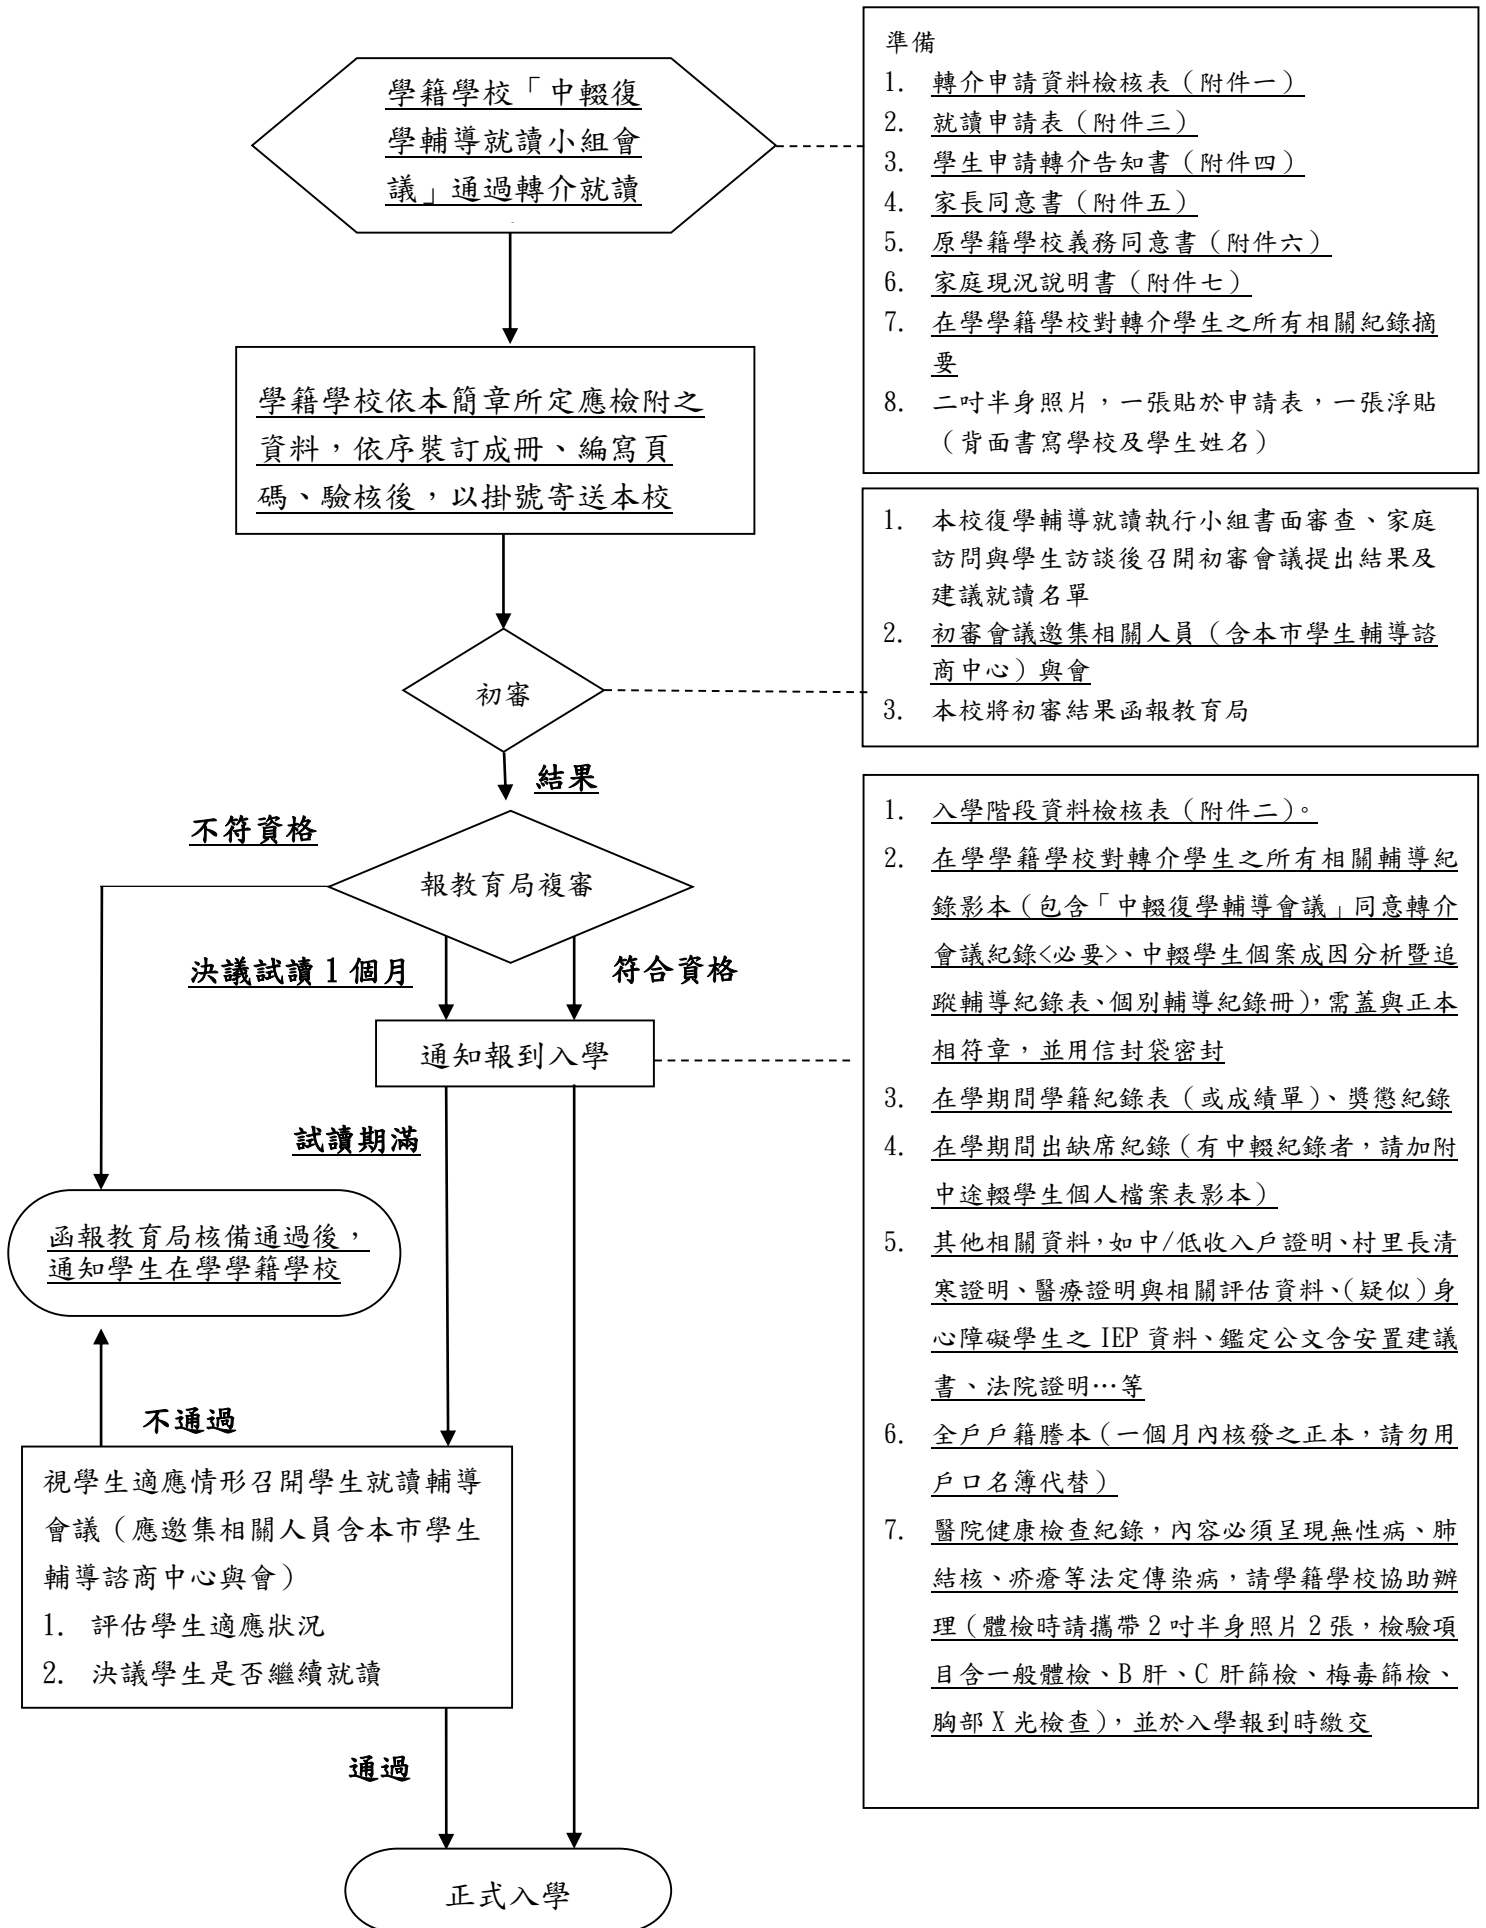 學籍學校「中輟復
學輔導就讀小組會
議」通過轉介就讀
準備
1. 轉介申請資料檢核表（附件一）
2. 就讀申請表（附件三）
3. 學生申請轉介告知書（附件四）
4. 家長同意書（附件五）
5. 原學籍學校義務同意書（附件六）
6. 家庭現況說明書（附件七）
7. 在學學籍學校對轉介學生之所有相關紀錄摘
要
8. 二吋半身照片，一張貼於申請表，一張浮貼
（背面書寫學校及學生姓名）
學籍學校依本簡章所定應檢附之
資料，依序裝訂成冊、編寫頁
碼、驗核後，以掛號寄送本校
1. 本校復學輔導就讀執行小組書面審查、家庭
訪問與學生訪談後召開初審會議提出結果及
建議就讀名單
2. 初審會議邀集相關人員（含本市學生輔導諮
商中心）與會
3. 本校將初審結果函報教育局
初審
結果
不符資格
報教育局複審
決議試讀 1 個月
符合資格
通知報到入學
1. 入學階段資料檢核表（附件二）。
2. 在學學籍學校對轉介學生之所有相關輔導紀
錄影本（包含「中輟復學輔導會議」同意轉介
會議紀錄<必要>、中輟學生個案成因分析暨追
蹤輔導紀錄表、個別輔導紀錄冊），需蓋與正本
相符章，並用信封袋密封
3. 在學期間學籍紀錄表（或成績單）、獎懲紀錄
4. 在學期間出缺席紀錄（有中輟紀錄者，請加附
中途輟學生個人檔案表影本）
5. 其他相關資料，如中/低收入戶證明、村里長清
寒證明、醫療證明與相關評估資料、（疑似）身
心障礙學生之 IEP 資料、鑑定公文含安置建議
書、法院證明…等
6. 全戶戶籍謄本（一個月內核發之正本，請勿用
戶口名簿代替）
7. 醫院健康檢查紀錄，內容必須呈現無性病、肺
結核、疥瘡等法定傳染病，請學籍學校協助辦
理（體檢時請攜帶 2 吋半身照片 2 張，檢驗項
目含一般體檢、B 肝、C 肝篩檢、梅毒篩檢、
胸部 X 光檢查），並於入學報到時繳交
試讀期滿
函報教育局核備通過後，
通知學生在學學籍學校
不通過
視學生適應情形召開學生就讀輔導
會議（應邀集相關人員含本市學生
輔導諮商中心與會）
1. 評估學生適應狀況
2. 決議學生是否繼續就讀
通過
正式入學